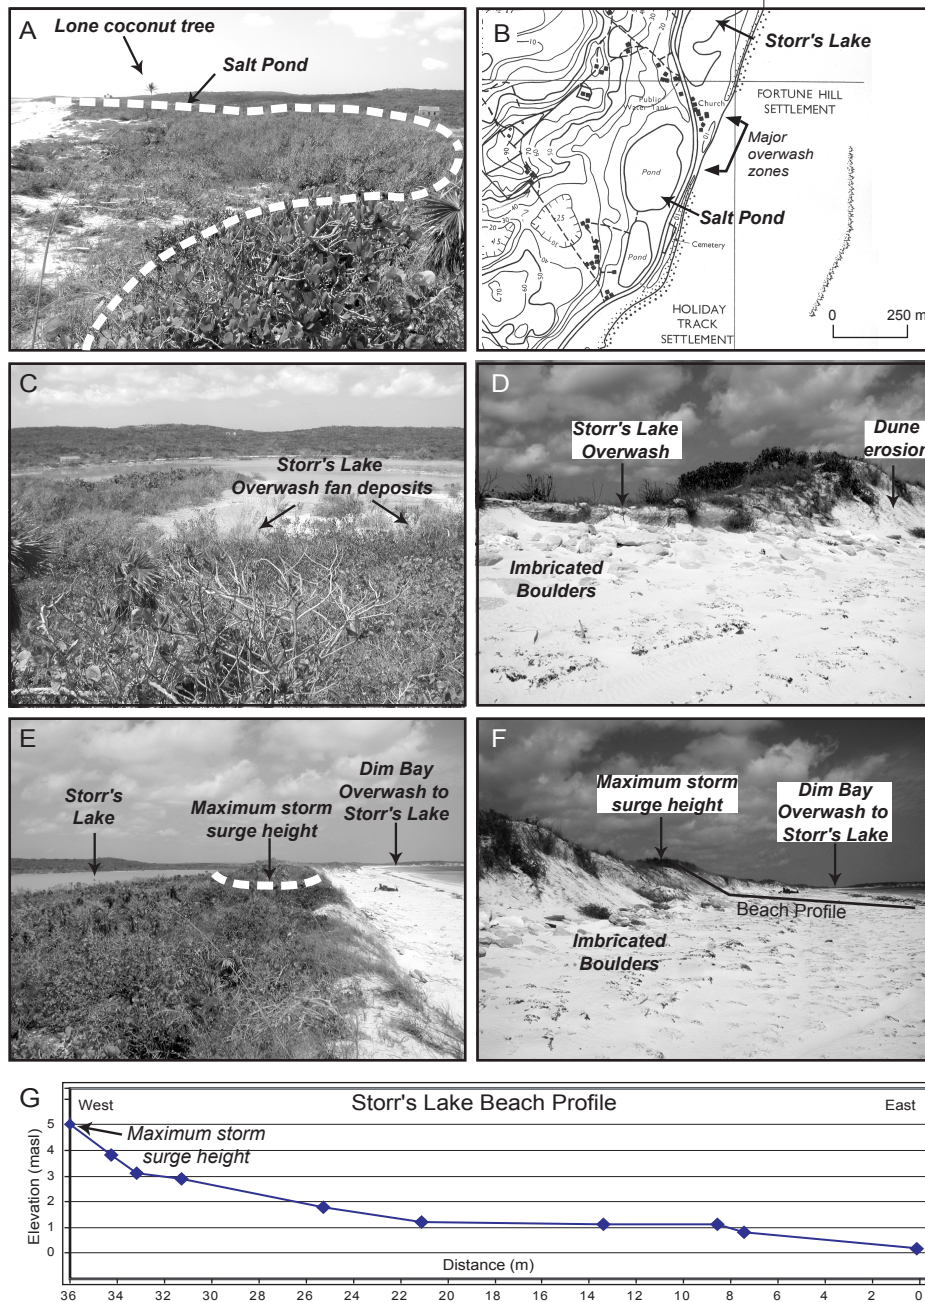 A
Lone coconut tree
Salt Pond
B
Storr's Lake
FORTUNE HILL
SETTLEMENT
Public
Water Tank
Church
Major
overwash
zones
Pond
Salt Pond
Cemetery
Pond
HOLIDAY
TRACK
SETTLEMENT
0 250 m
C
Storr's Lake
Overwash fan deposits
D
Storr's Lake
Overwash
Dune
erosion
Imbricated
Boulders
E
Storr's
Lake
Maximum storm
surge height
Dim Bay
Overwash to
Storr's Lake
F
Maximum storm
surge height
Dim Bay
Overwash to
Storr's Lake
Beach Profile
Imbricated
Boulders
G
West
Storr's Lake Beach Profile
East
Maximum storm
surge height
Elevation (masl)
5
4
3
2
1
0
Distance (m)
36 34 32 30 28 26 24 22 20 18 16 14 12 10 8 6 4 2 0